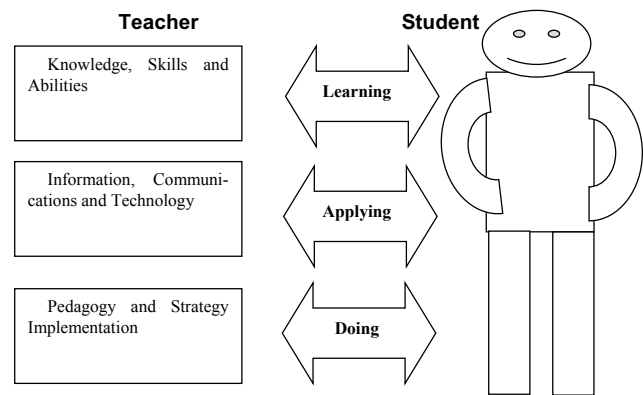 Teacher
Student
Knowledge, Skills and
Abilities
Learning
Information, Communi-
cations and Technology
Applying
Pedagogy and Strategy
Implementation
Doing